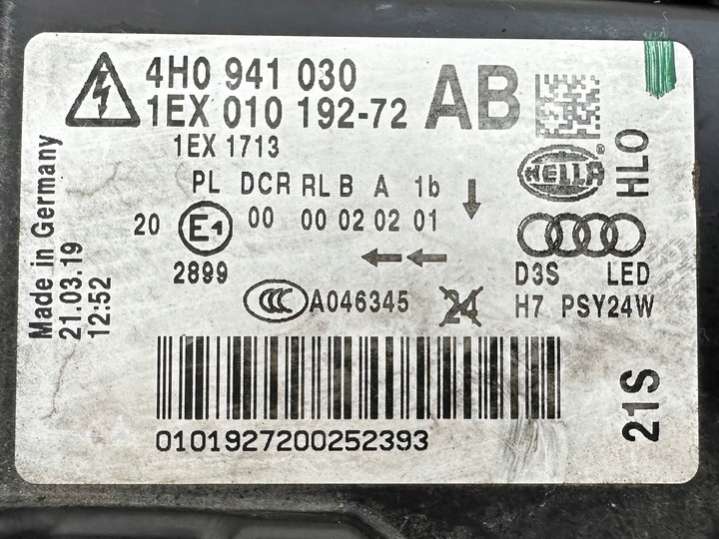 4H0 941 030 AB
1EX 010 192-72
1EX 1713
PL DCR RL B A 1b
20 E1 00 00 02 02 01
2899
CCC A046345 24
0101927200252393
Made in Germany
21.03.19
12:52
HELLA
HLO
D3S LED
H7 PSY24W
21S